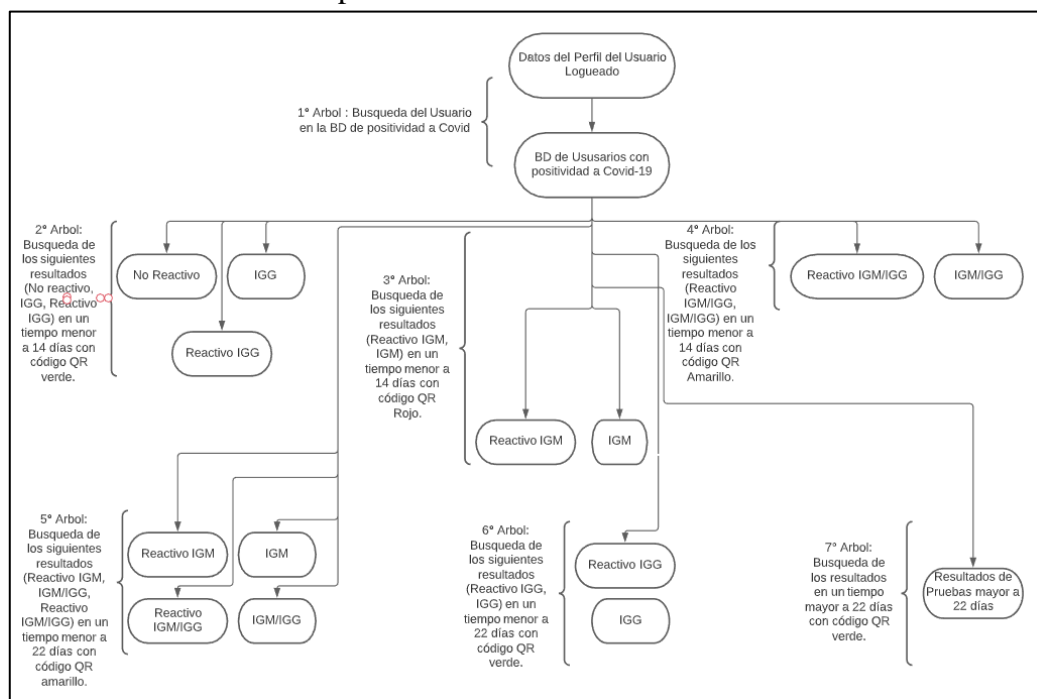 Datos del Perfil del Usuario
Logueado
1° Arbol : Busqueda del Usuario
en la BD de positividad a Covid
BD de Ususarios con
positividad a Covid-19
2° Arbol:
Busqueda de
los siguientes
resultados
(No reactivo,
IGG, Reactivo
IGG) en un
tiempo menor
a 14 días con
código QR
verde.
No Reactivo
IGG
Reactivo IGG
3° Arbol:
Busqueda de
los siguientes
resultados
(Reactivo IGM,
IGM) en un
tiempo menor a
14 días con
código QR
Rojo.
Reactivo IGM
IGM
4° Arbol:
Busqueda de los
siguientes
resultados
(Reactivo
IGM/IGG,
IGM/IGG) en un
tiempo menor a
14 días con
código QR
Amarillo.
Reactivo IGM/IGG
IGM/IGG
5° Arbol:
Busqueda de
los siguientes
resultados
(Reactivo IGM,
IGM/IGG,
Reactivo
IGM/IGG) en un
tiempo menor a
22 días con
código QR
amarillo.
Reactivo IGM
IGM
Reactivo
IGM/IGG
IGM/IGG
6° Arbol:
Busqueda de
los siguientes
resultados
(Reactivo IGG,
IGG) en un
tiempo menor a
22 días con
código QR
verde.
Reactivo IGG
IGG
7° Arbol:
Busqueda de
los resultados
en un tiempo
mayor a 22 días
con código QR
verde.
Resultados de
Pruebas mayor a
22 días